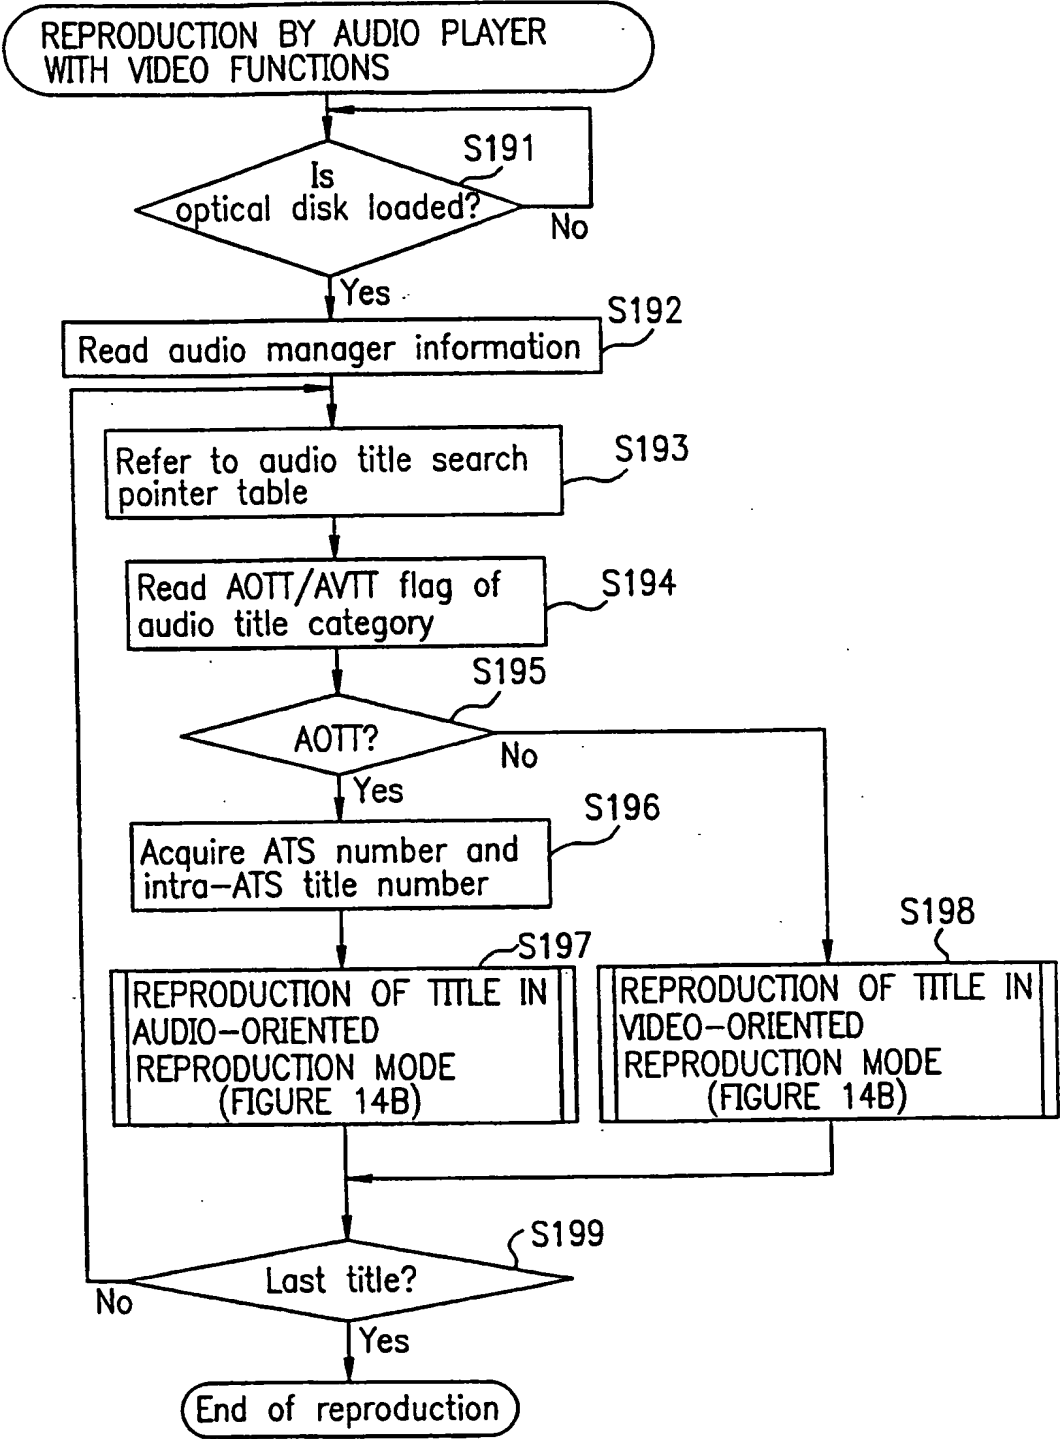 REPRODUCTION BY AUDIO PLAYER
WITH VIDEO FUNCTIONS
S191
Is
optical disk loaded?
No
Yes
S192
Read audio manager information
S193
Refer to audio title search
pointer table
S194
Read AOTT/AVTT flag of
audio title category
S195
AOTT?
No
Yes
S196
Acquire ATS number and
intra-ATS title number
S197
REPRODUCTION OF TITLE IN
AUDIO-ORIENTED
REPRODUCTION MODE
(FIGURE 14B)
S198
REPRODUCTION OF TITLE IN
VIDEO-ORIENTED
REPRODUCTION MODE
(FIGURE 14B)
S199
Last title?
No
Yes
End of reproduction